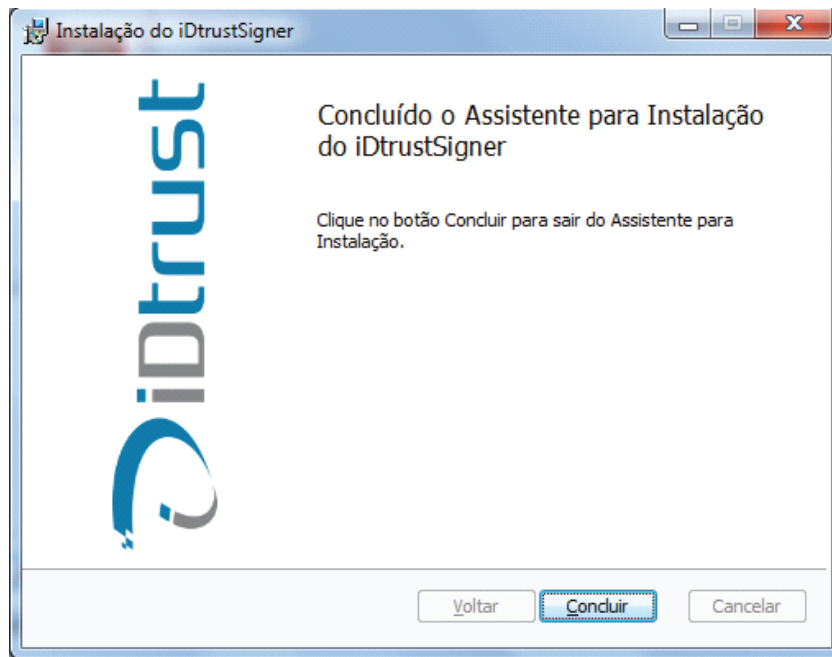 Instalação do iDtrustSigner
iDtrust
Concluído o Assistente para Instalação
do iDtrustSigner
Clique no botão Concluir para sair do Assistente para
Instalação.
Voltar
Concluir
Cancelar